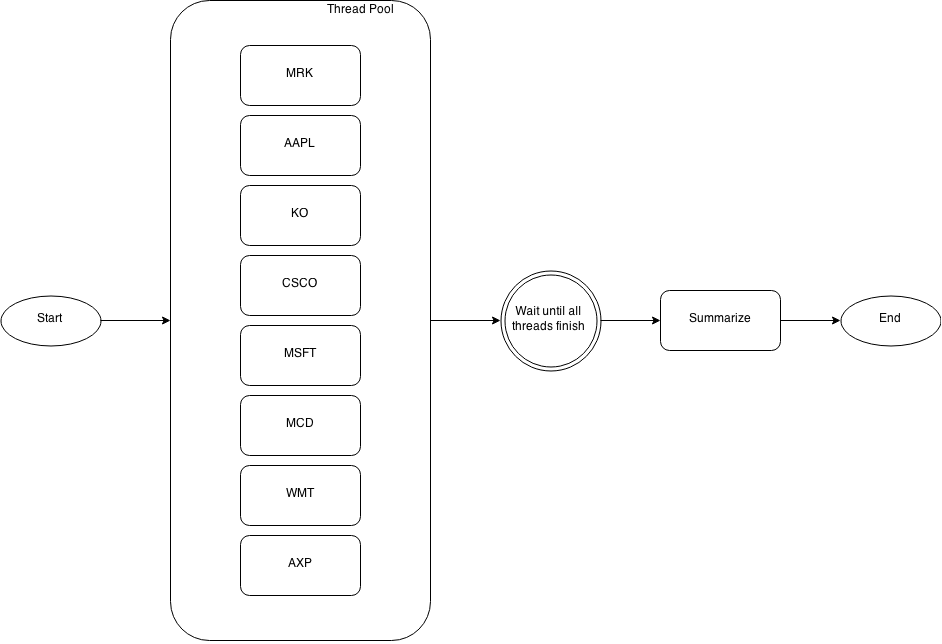 Thread Pool
MRK
AAPL
KO
CSCO
MSFT
MCD
WMT
AXP
Start
Wait until all
threads finish
Summarize
End